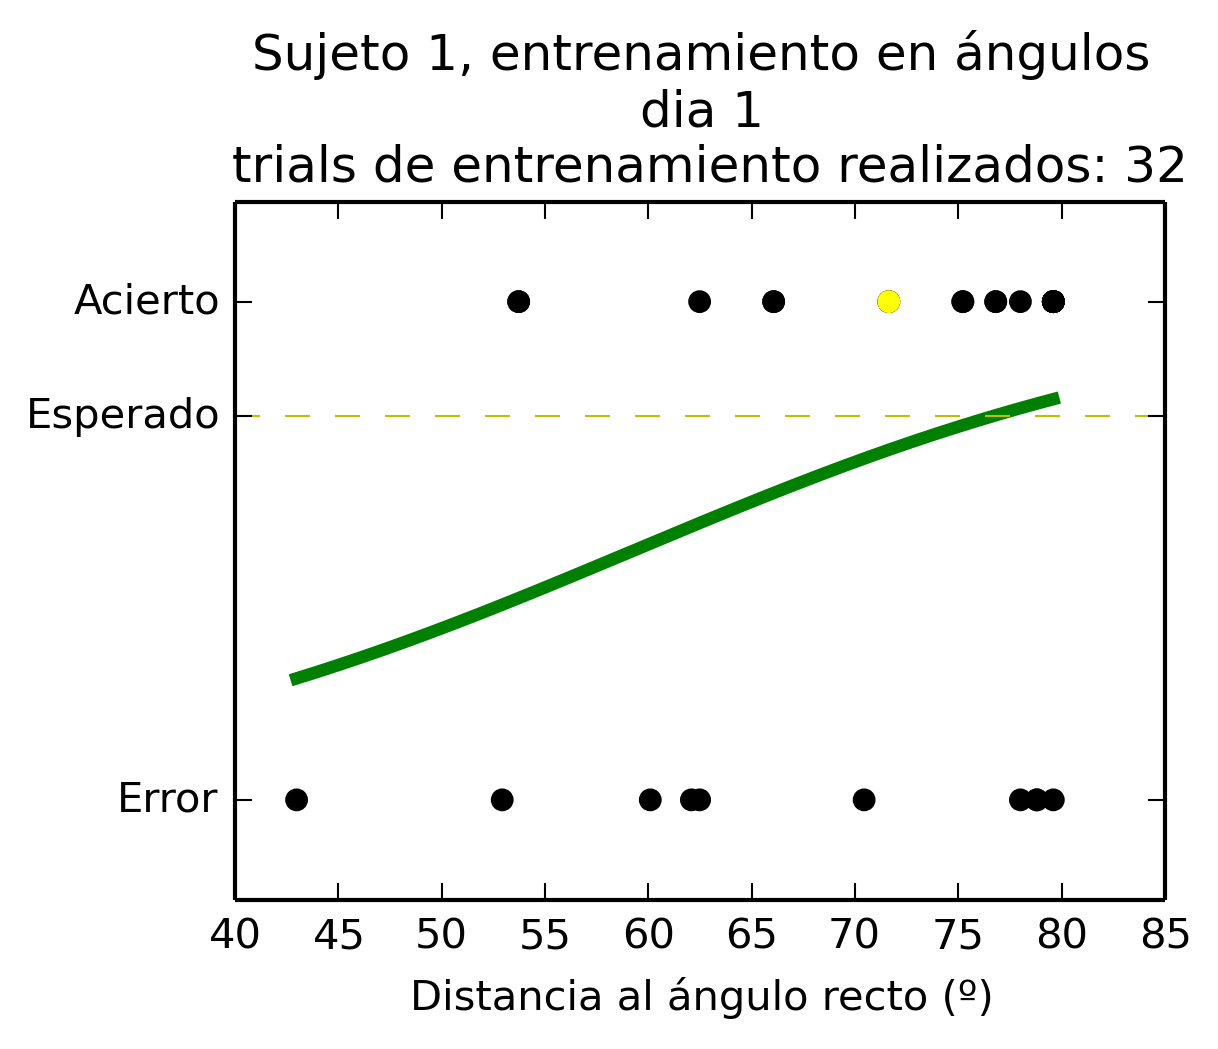 Sujeto 1, entrenamiento en ángulos
dia 1
trials de entrenamiento realizados: 32
Acierto
Esperado
Error
40 45 50 55 60 65 70 75 80 85
Distancia al ángulo recto (º)